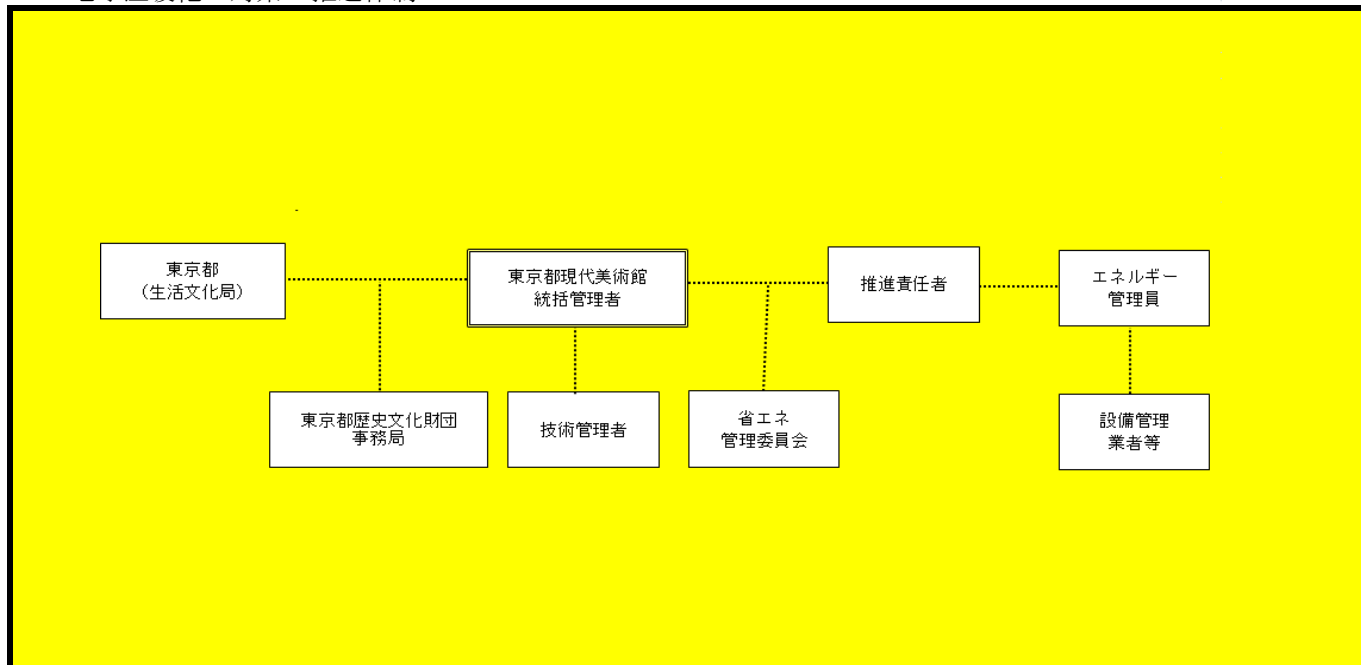 東京都
(生活文化局)
東京都現代美術館
統括管理者
推進責任者
エネルギー
管理員
東京都歴史文化財団
事務局
技術管理者
省エネ
管理委員会
設備管理
業者等